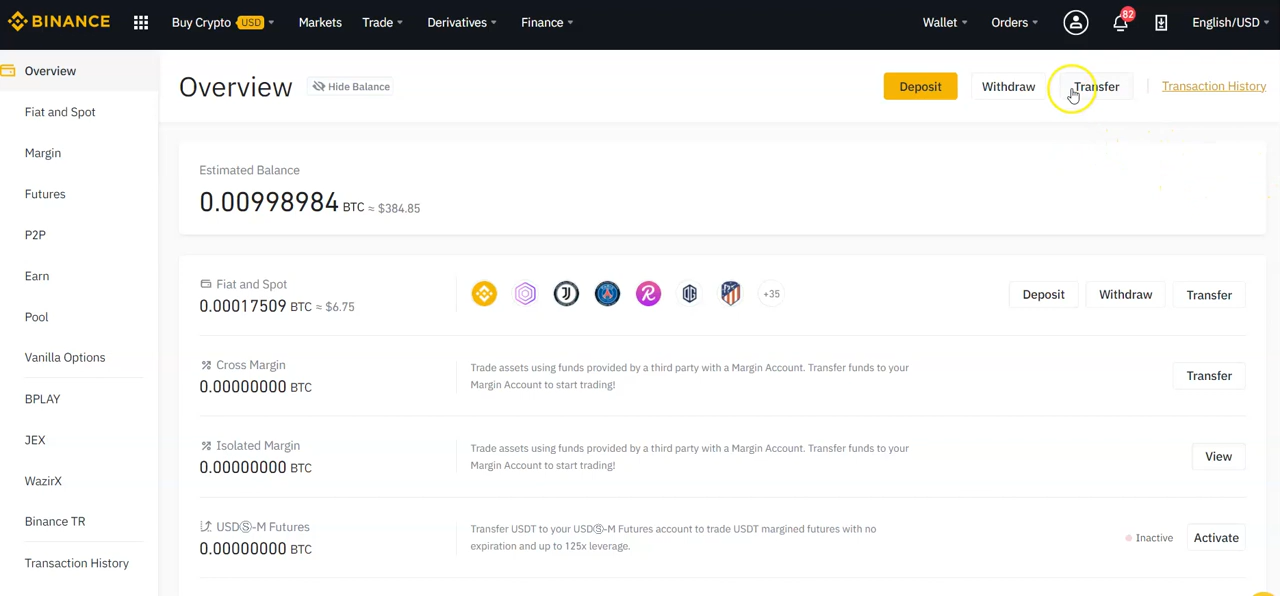 BINANCE Buy Crypto USD Markets Trade Derivatives Finance Wallet Orders 82 English/USD
Overview
Fiat and Spot
Margin
Futures
P2P
Earn
Pool
Vanilla Options
BPLAY
JEX
WazirX
Binance TR
Transaction History
Overview Hide Balance Deposit Withdraw Transfer Transaction History
Estimated Balance
0.00998984 BTC ≈ $384.85
Fiat and Spot
0.00017509 BTC ≈ $6.75
+35 Deposit Withdraw Transfer
Cross Margin
0.00000000 BTC
Trade assets using funds provided by a third party with a Margin Account. Transfer funds to your
Margin Account to start trading!
Transfer
Isolated Margin
0.00000000 BTC
Trade assets using funds provided by a third party with a Margin Account. Transfer funds to your
Margin Account to start trading!
View
USDⓈ-M Futures
0.00000000 BTC
Transfer USDT to your USDⓈ-M Futures account to trade USDT margined futures with no
expiration and up to 125x leverage.
Inactive Activate